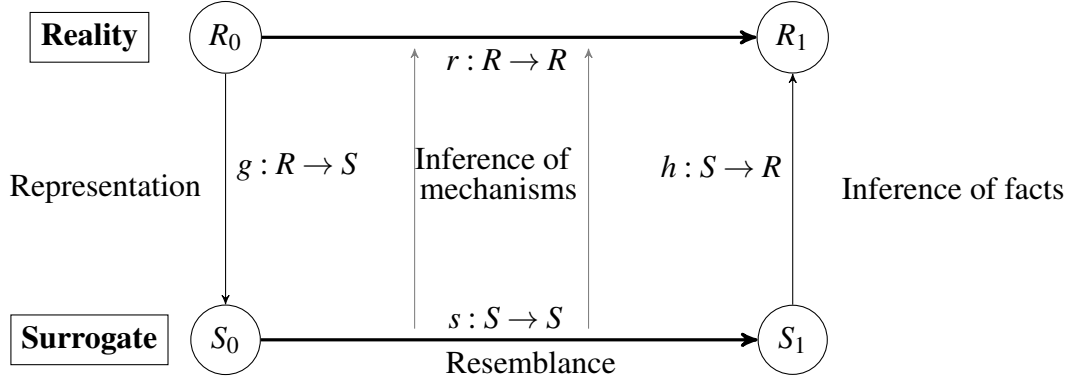 Reality
R₀
R₁
r : R → R
g : R → S
Inference of
mechanisms
h : S → R
Representation
Inference of facts
s : S → S
Surrogate
S₀
S₁
Resemblance